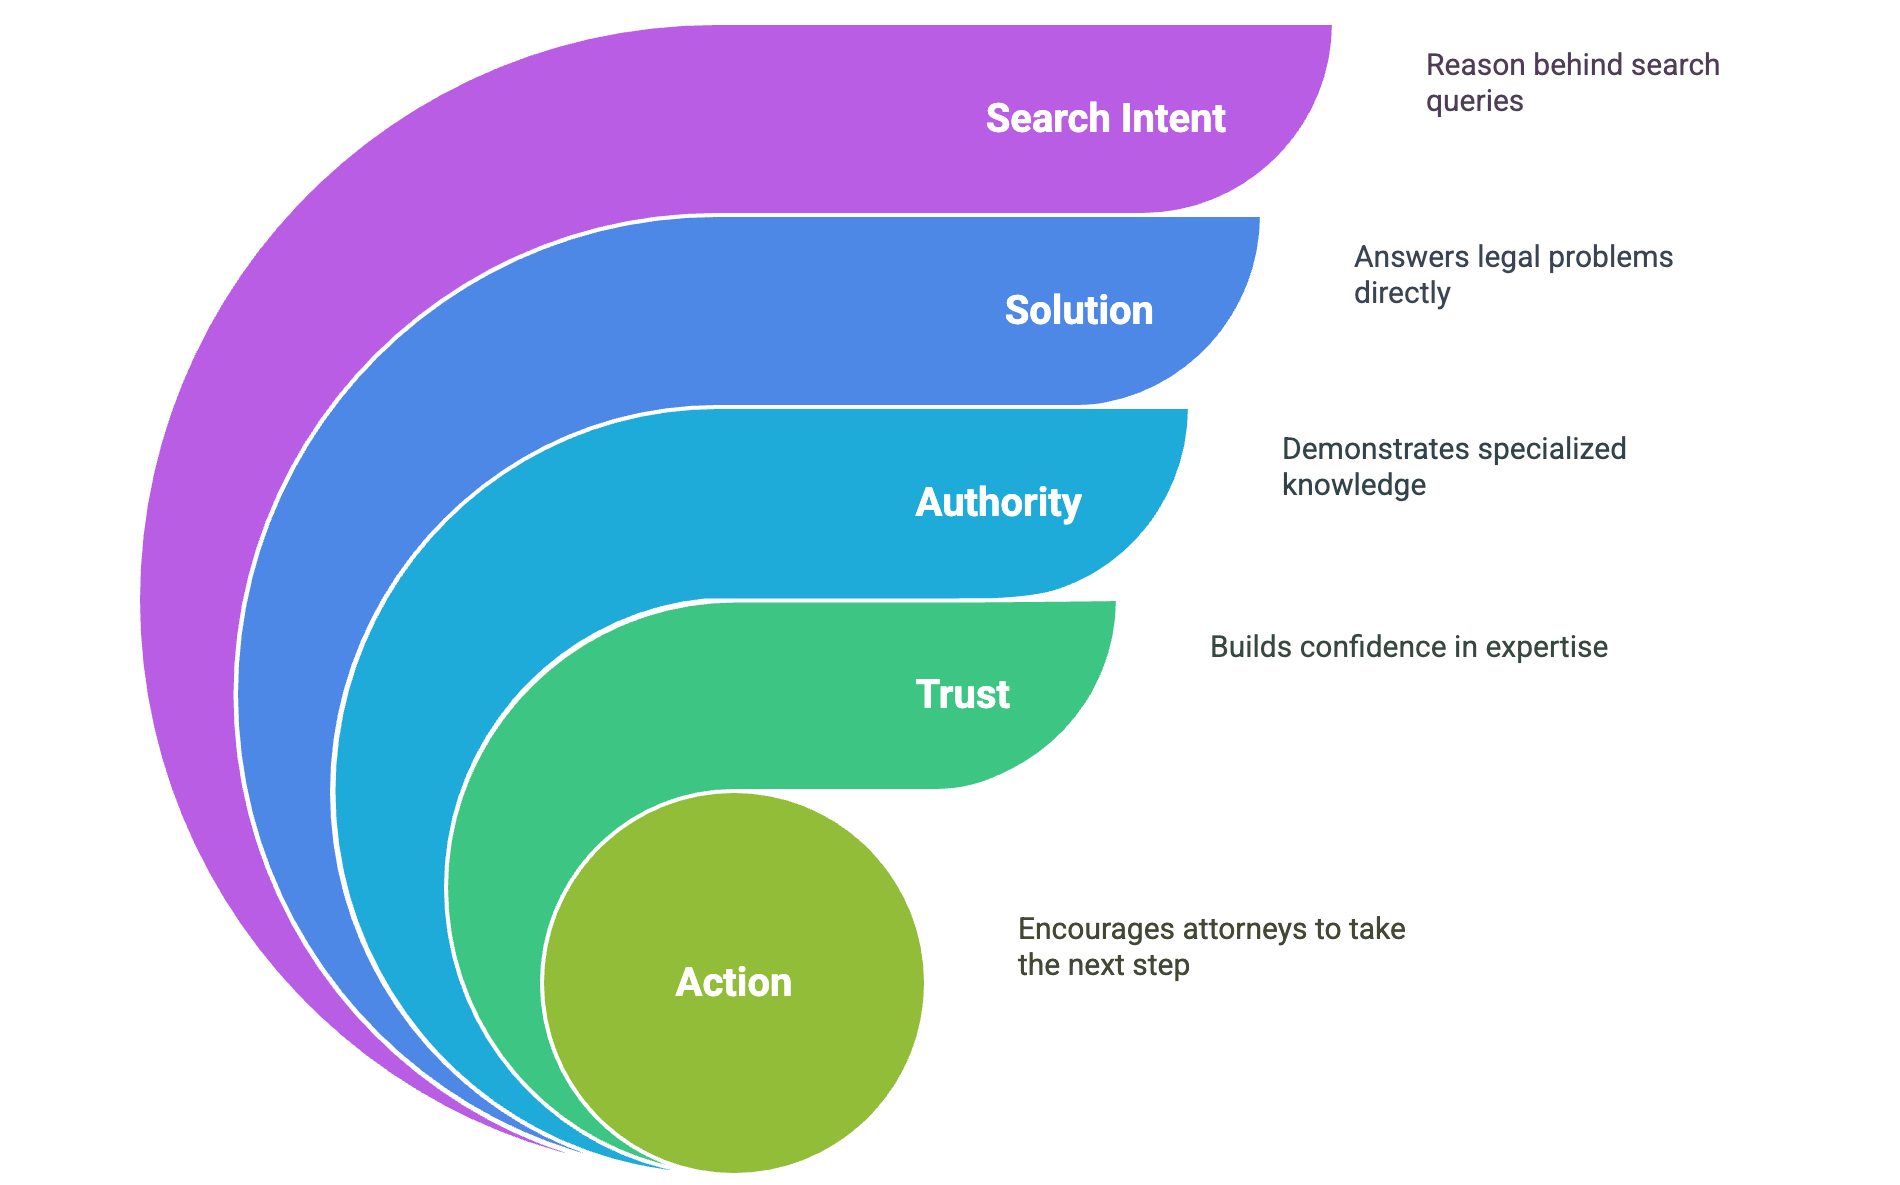 Search Intent
Reason behind search
queries
Solution
Answers legal problems
directly
Authority
Demonstrates specialized
knowledge
Trust
Builds confidence in expertise
Action
Encourages attorneys to take
the next step